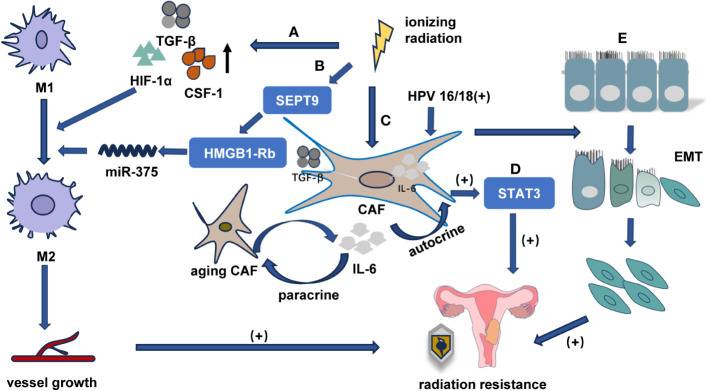 A
ionizing
radiation
E
TGF-β
HIF-1α
CSF-1
M1
B
SEPT9
C
HPV 16/18(+)
HMGB1-Rb
miR-375
TGF-β
IL-6
CAF
(+)
D
STAT3
EMT
M2
aging CAF
IL-6
autocrine
paracrine
(+)
(+)
(+)
vessel growth
radiation resistance